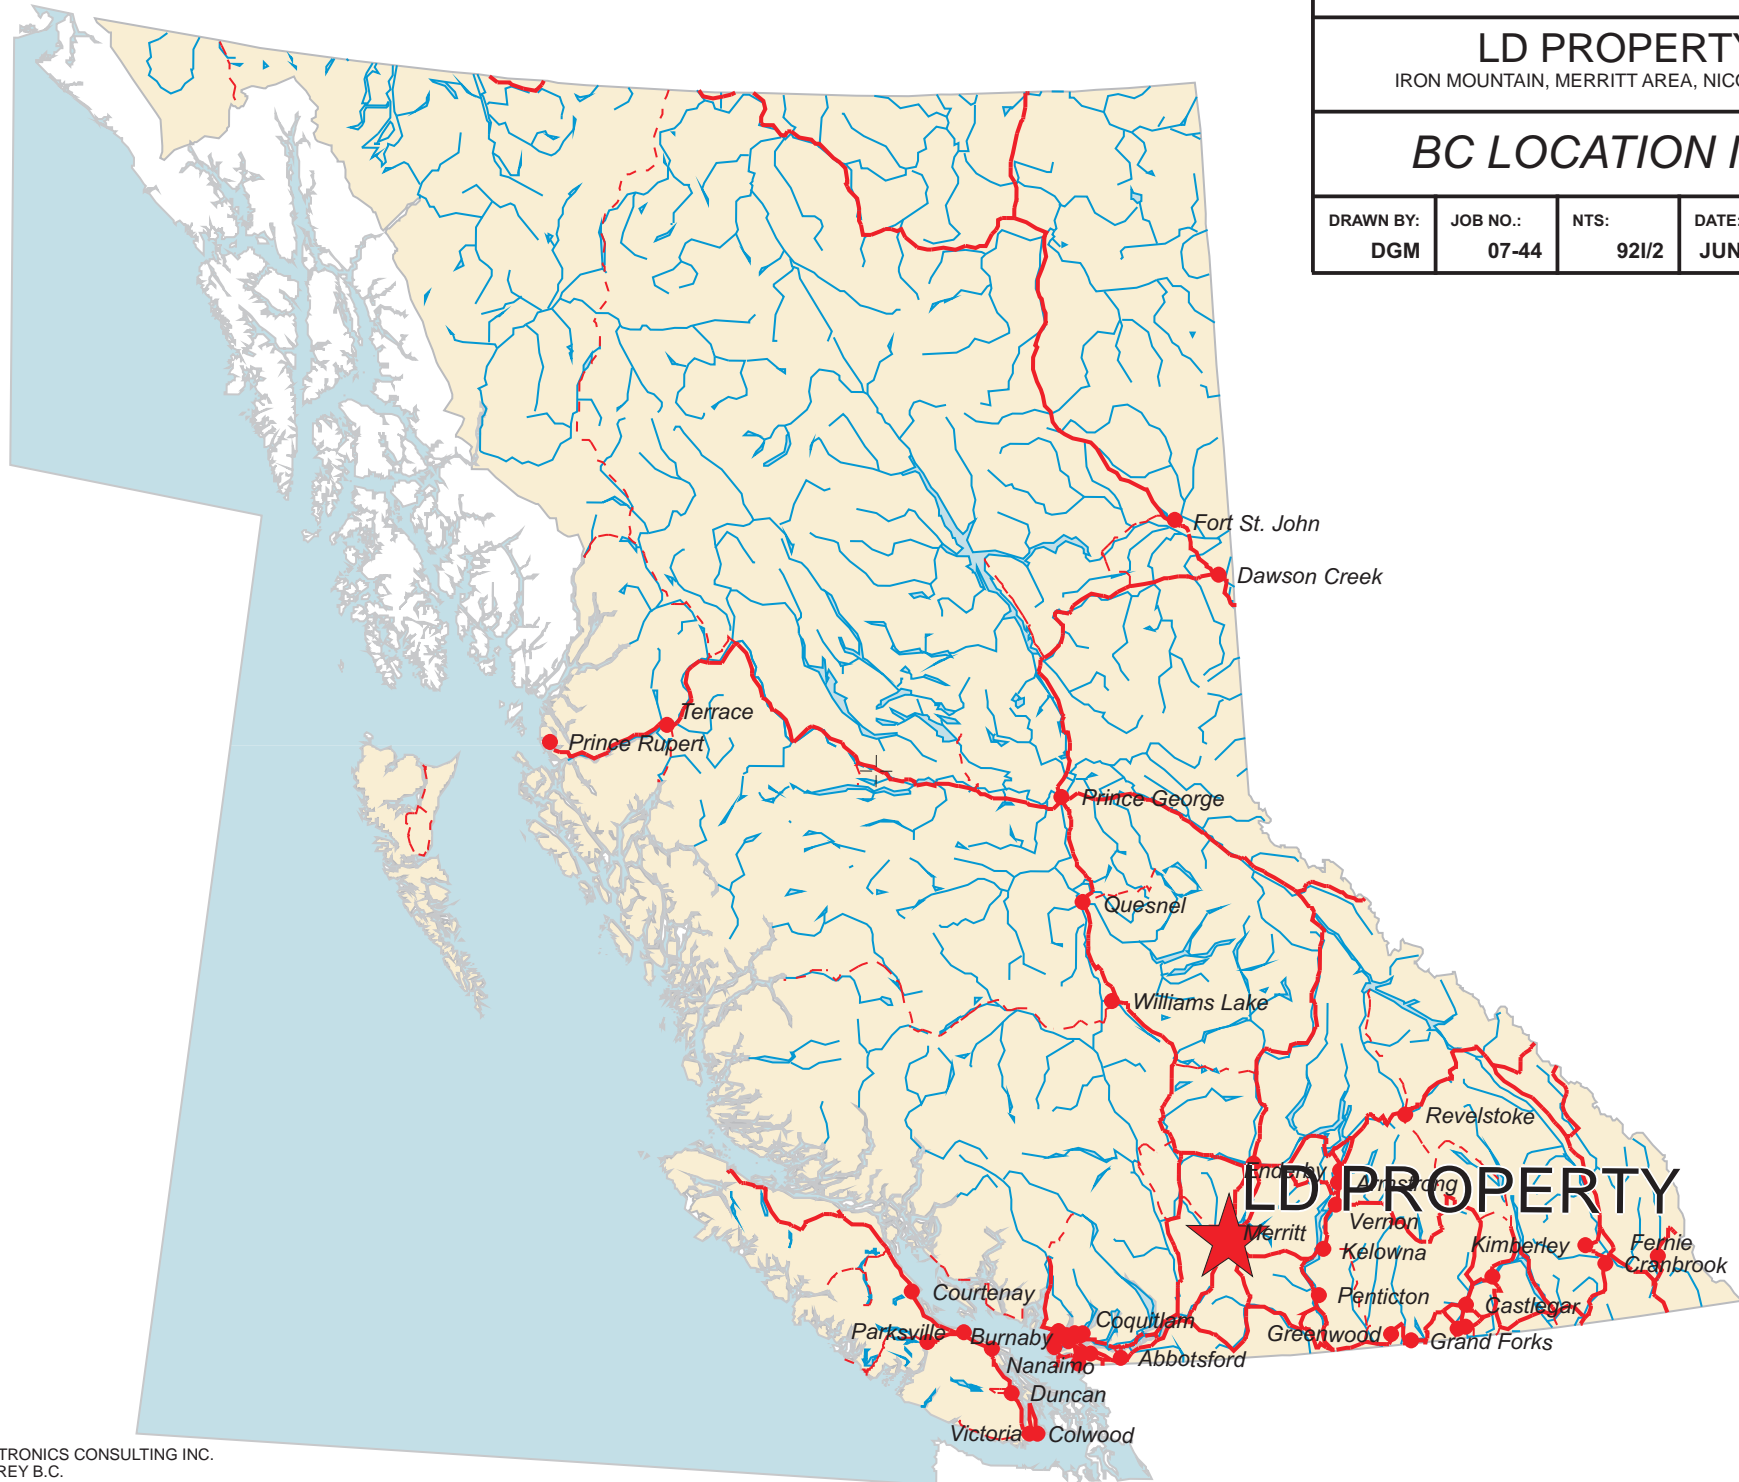 LD PROPERTY
IRON MOUNTAIN, MERRITT AREA,
BC LOCATION
DRAWN BY: JOB NO.: NTS: DATE:
DGM 07-44 92I/2 JUN
Fort St. John
Dawson Creek
Terrace
Prince Rupert
Prince George
Quesnel
Williams Lake
Revelstoke
Enderby
Armstrong
LD PROPERTY
Vernon
Merritt
Kelowna
Kimberley
Fernie
Cranbrook
Courtenay
Penticton
Castlegar
Coquitlam
Parksville
Burnaby
Greenwood
Grand Forks
Nanaimo
Abbotsford
Duncan
Victoria
Colwood
TRONICS CONSULTING INC.
REY B.C.